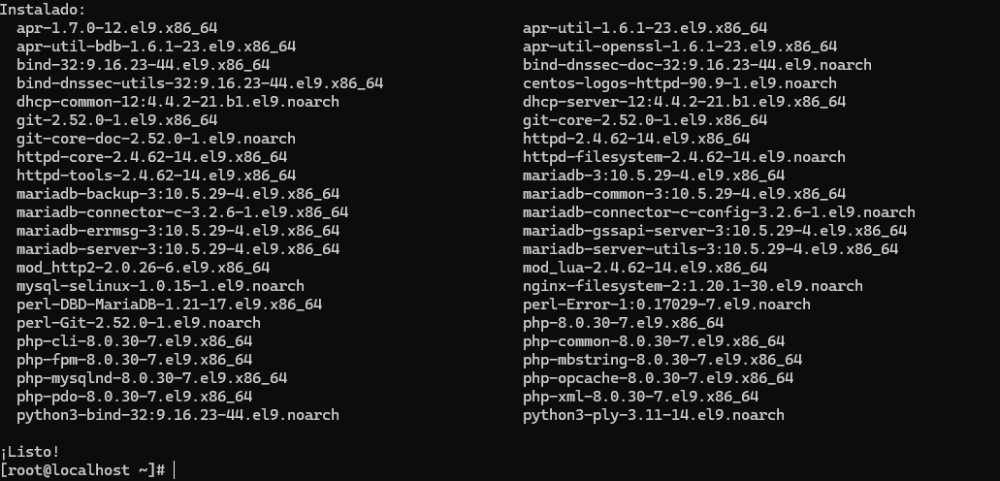 Instalado:
apr-1.7.0-12.el9.x86_64 apr-util-1.6.1-23.el9.x86_64
apr-util-bdb-1.6.1-23.el9.x86_64 apr-util-openssl-1.6.1-23.el9.x86_64
bind-32:9.16.23-44.el9.x86_64 bind-dnssec-doc-32:9.16.23-44.el9.noarch
bind-dnssec-utils-32:9.16.23-44.el9.x86_64 centos-logos-httpd-90.9-1.el9.noarch
dhcp-common-12:4.4.2-21.b1.el9.noarch dhcp-server-12:4.4.2-21.b1.el9.x86_64
git-2.52.0-1.el9.x86_64 git-core-2.52.0-1.el9.x86_64
git-core-doc-2.52.0-1.el9.noarch httpd-2.4.62-14.el9.x86_64
httpd-core-2.4.62-14.el9.x86_64 httpd-filesystem-2.4.62-14.el9.noarch
httpd-tools-2.4.62-14.el9.x86_64 mariadb-3:10.5.29-4.el9.x86_64
mariadb-backup-3:10.5.29-4.el9.x86_64 mariadb-common-3:10.5.29-4.el9.x86_64
mariadb-connector-c-3.2.6-1.el9.x86_64 mariadb-connector-c-config-3.2.6-1.el9.noarch
mariadb-errmsg-3:10.5.29-4.el9.x86_64 mariadb-gssapi-server-3:10.5.29-4.el9.x86_64
mariadb-server-3:10.5.29-4.el9.x86_64 mariadb-server-utils-3:10.5.29-4.el9.x86_64
mod_http2-2.0.26-6.el9.x86_64 mod_lua-2.4.62-14.el9.x86_64
mysql-selinux-1.0.15-1.el9.noarch nginx-filesystem-2:1.20.1-30.el9.noarch
perl-DBD-MariaDB-1.21-17.el9.x86_64 perl-Error-1:0.17029-7.el9.noarch
perl-Git-2.52.0-1.el9.noarch php-8.0.30-7.el9.x86_64
php-cli-8.0.30-7.el9.x86_64 php-common-8.0.30-7.el9.x86_64
php-fpm-8.0.30-7.el9.x86_64 php-mbstring-8.0.30-7.el9.x86_64
php-mysqlnd-8.0.30-7.el9.x86_64 php-opcache-8.0.30-7.el9.x86_64
php-pdo-8.0.30-7.el9.x86_64 php-xml-8.0.30-7.el9.x86_64
python3-bind-32:9.16.23-44.el9.noarch python3-ply-3.11-14.el9.noarch
¡Listo!
[root@localhost ~]#